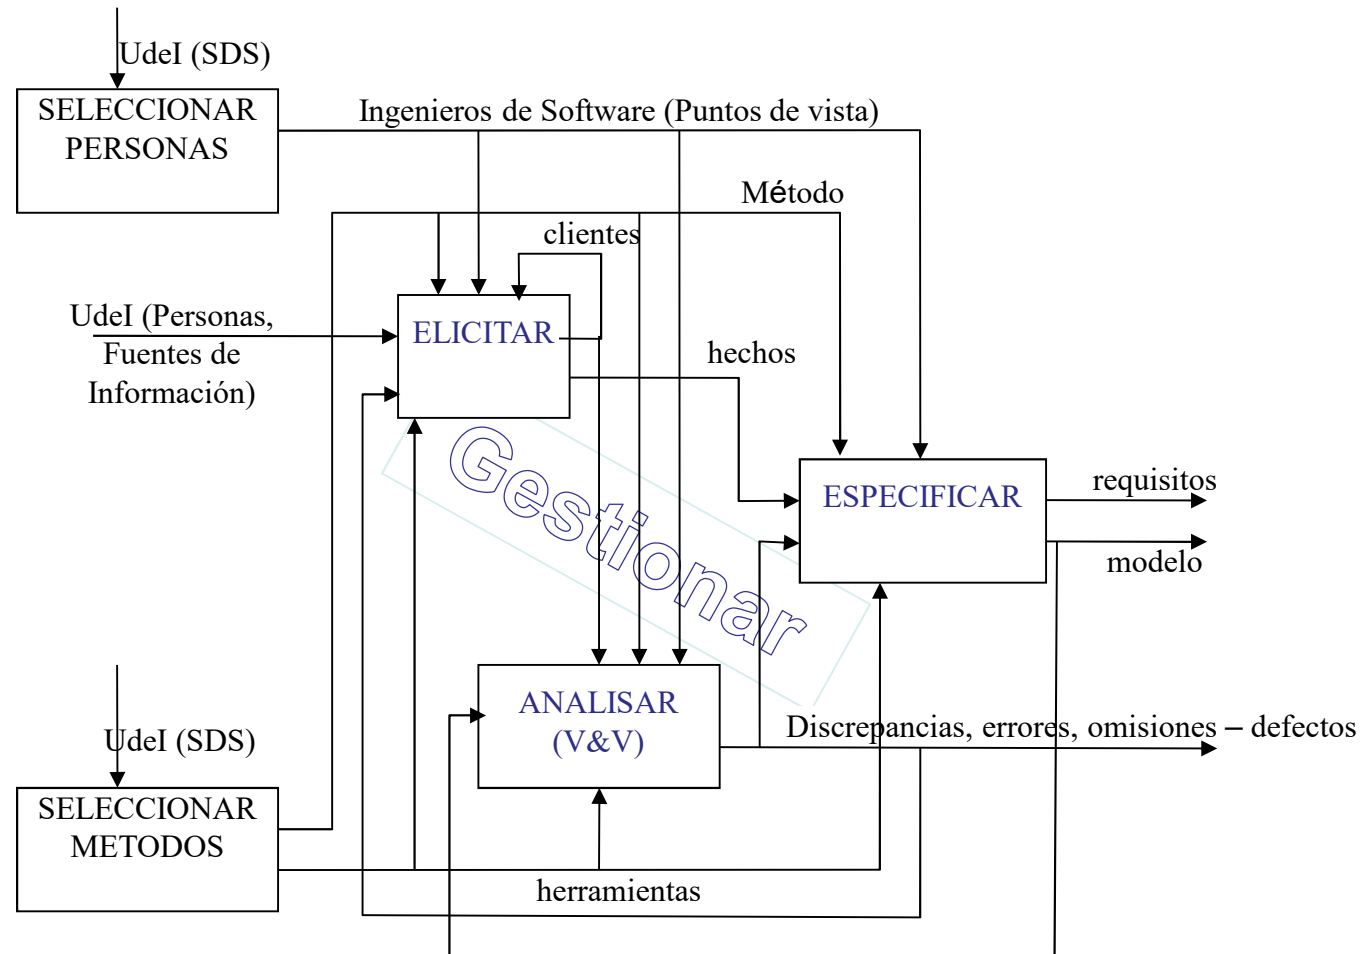 UdeI (SDS)
SELECCIONAR
PERSONAS
Ingenieros de Software (Puntos de vista)
Método
clientes
UdeI (Personas,
Fuentes de
Información)
ELICITAR
hechos
Gestionar
ESPECIFICAR
requisitos
modelo
ANALISAR
(V&V)
Discrepancias, errores, omisiones – defectos
UdeI (SDS)
SELECCIONAR
METODOS
herramientas